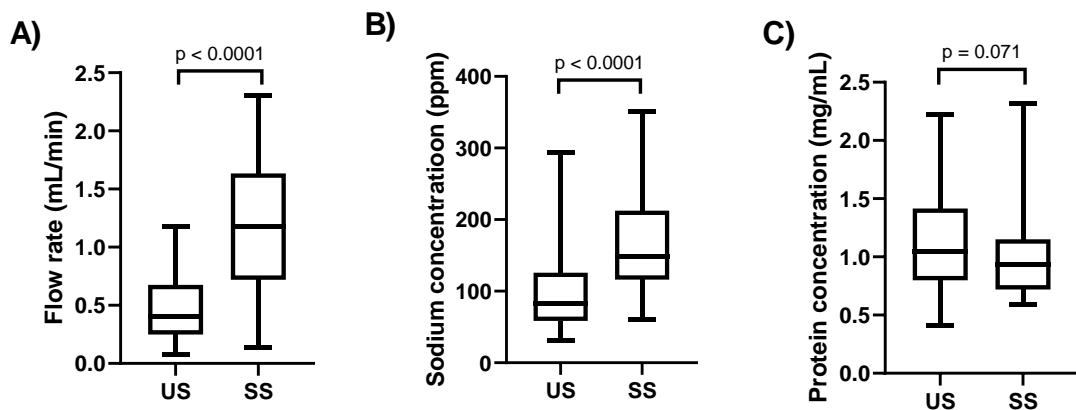 A)
p < 0.0001
Flow rate (mL/min)
2.5
2.0
1.5
1.0
0.5
0.0
US SS
B)
p < 0.0001
Sodium concentratioon (ppm)
400
300
200
100
0
US SS
C)
p = 0.071
Protein concentration (mg/mL)
2.5
2.0
1.5
1.0
0.5
0.0
US SS